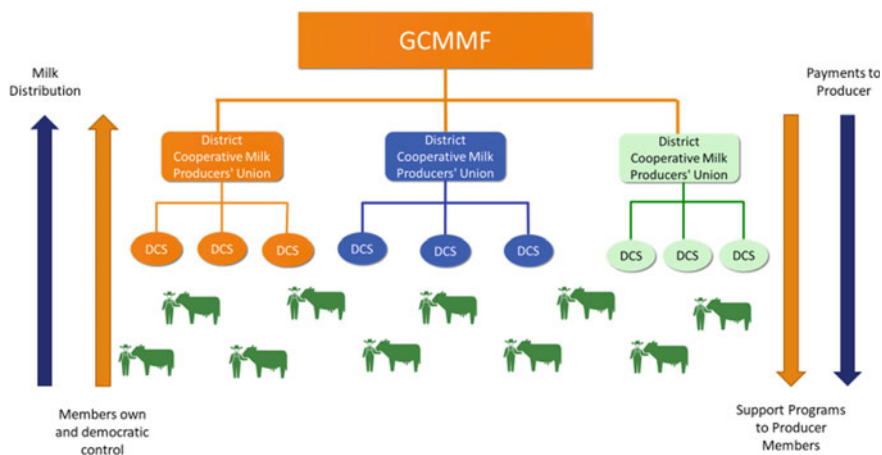 GCMMF
Milk
Distribution
Payments to
Producer
District
Cooperative Milk
Producers' Union
District
Cooperative Milk
Producers' Union
District
Cooperative Milk
Producers' Union
DCS
DCS
DCS
DCS
DCS
DCS
DCS
DCS
DCS
Members own
and democratic
control
Support Programs
to Producer
Members